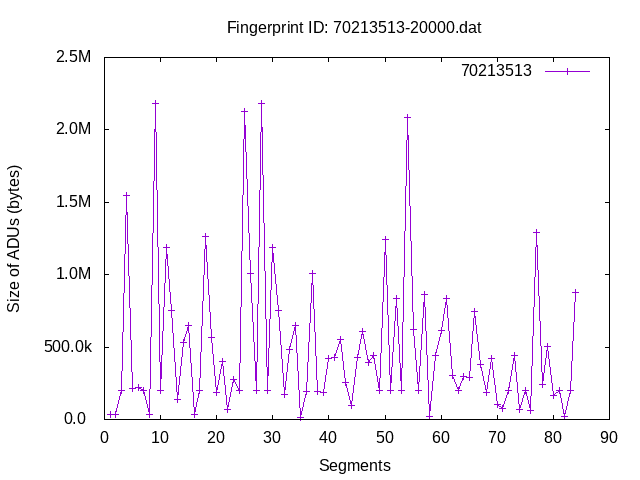 Fingerprint ID: 70213513-20000.dat
70213513
Size of ADUs (bytes)
2.5M
2.0M
1.5M
1.0M
500.0k
0.0
0 10 20 30 40 50 60 70 80 90
Segments